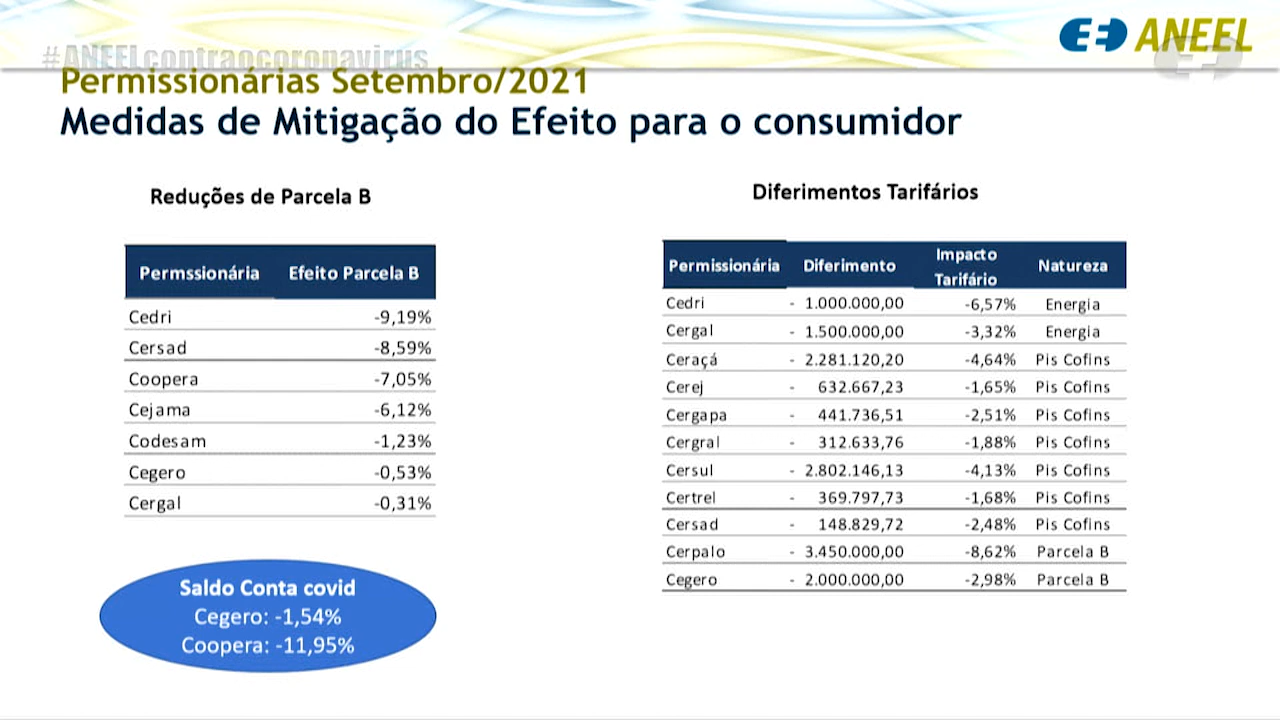 ANEEL
#ANEELcontraocoronavirus
Permissionárias Setembro/2021
Medidas de Mitigação do Efeito para o consumidor
Reduções de Parcela B
Permssionária Efeito Parcela B
Cedri -9,19%
Cersad -8,59%
Coopera -7,05%
Cejama -6,12%
Codesam -1,23%
Cegero -0,53%
Cergal -0,31%
Saldo Conta covid
Cegero: -1,54%
Coopera: -11,95%
Diferimentos Tarifários
Permissionária Diferimento Impacto Tarifário Natureza
Cedri - 1.000.000,00 -6,57% Energia
Cergal - 1.500.000,00 -3,32% Energia
Ceraçá - 2.281.120,20 -4,64% Pis Cofins
Cerej - 632.667,23 -1,65% Pis Cofins
Cergapa - 441.736,51 -2,51% Pis Cofins
Cergral - 312.633,76 -1,88% Pis Cofins
Cersul - 2.802.146,13 -4,13% Pis Cofins
Certrel - 369.797,73 -1,68% Pis Cofins
Cersad - 148.829,72 -2,48% Pis Cofins
Cerpalo - 3.450.000,00 -8,62% Parcela B
Cegero - 2.000.000,00 -2,98% Parcela B